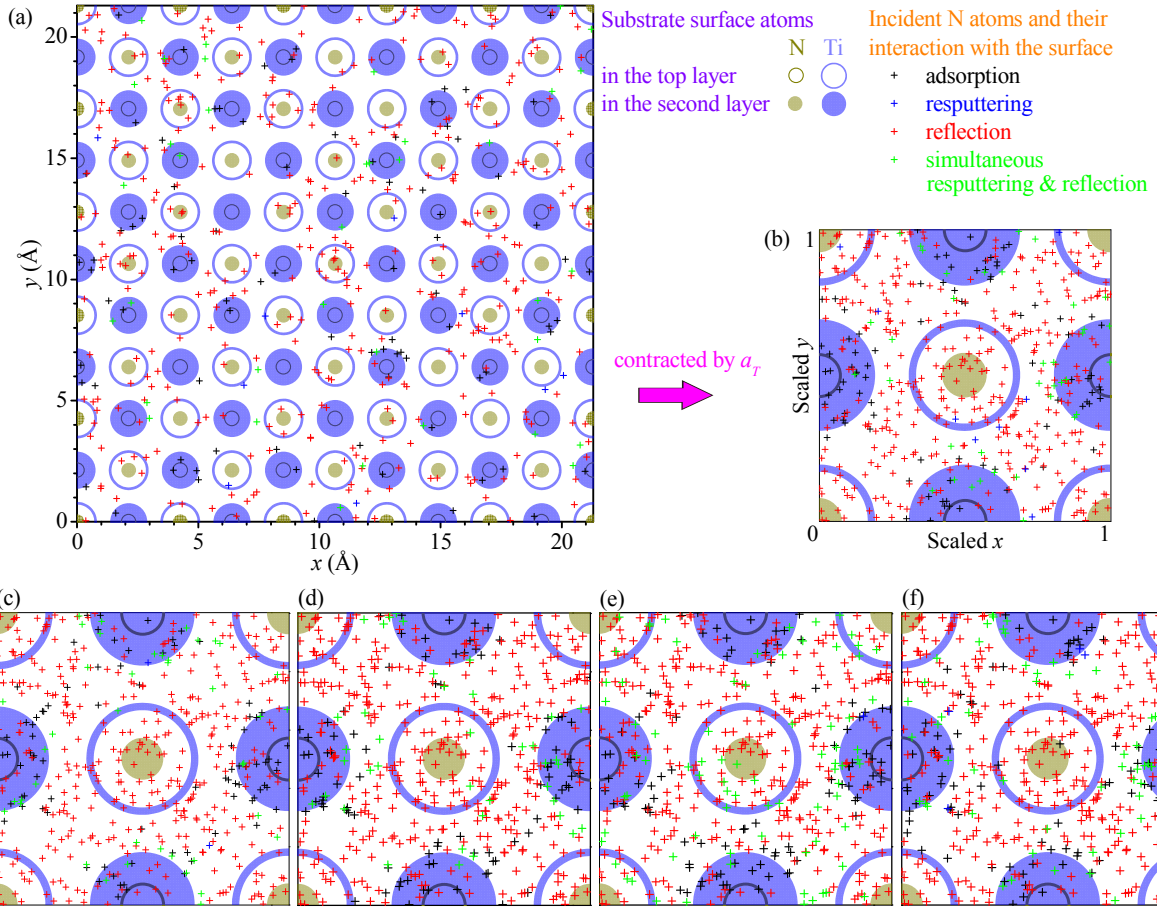 (a)
Substrate surface atoms
N Ti
in the top layer
in the second layer
Incident N atoms and their
interaction with the surface
adsorption
resputtering
reflection
simultaneous
resputtering & reflection
20
15
10
5
0
y (Å)
0 5 10 15 20
x (Å)
contracted by a_T
(b)
1
Scaled y
0 1
Scaled x
(c) (d) (e) (f)